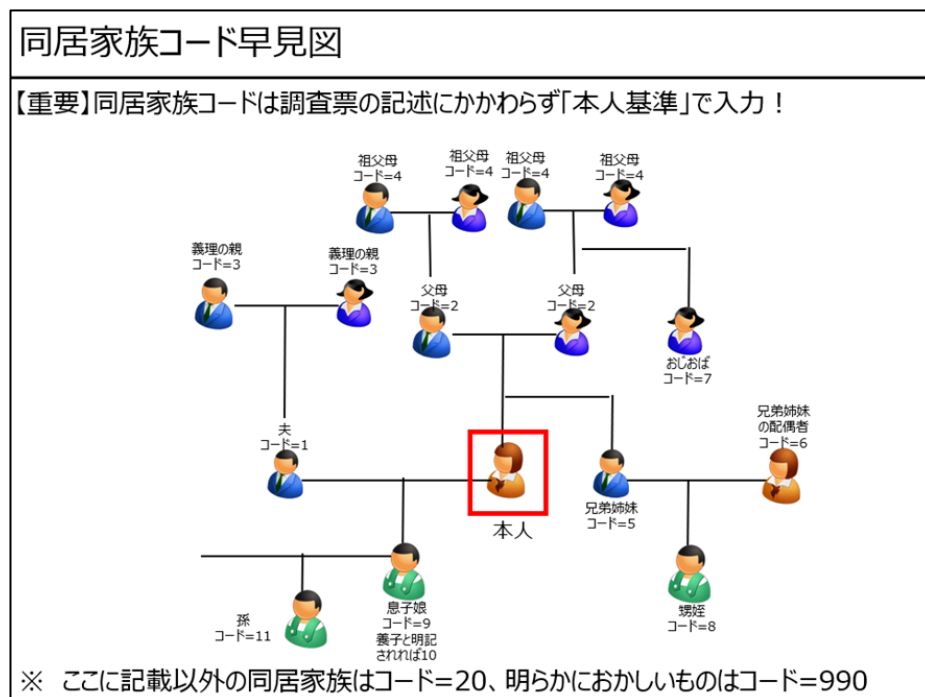 同居家族コード早見図
【重要】同居家族コードは調査票の記述にかかわらず「本人基準」で入力！
祖父母
コード=4
祖父母
コード=4
祖父母
コード=4
祖父母
コード=4
義理の親
コード=3
義理の親
コード=3
父母
コード=2
父母
コード=2
おじおば
コード=7
夫
コード=1
本人
兄弟姉妹
コード=5
兄弟姉妹
の配偶者
コード=6
孫
コード=11
息子娘
コード=9
義子と明記
されれば10
甥姪
コード=8
※ ここに記載以外の同居家族はコード=20、明らかにおかしいものはコード=990